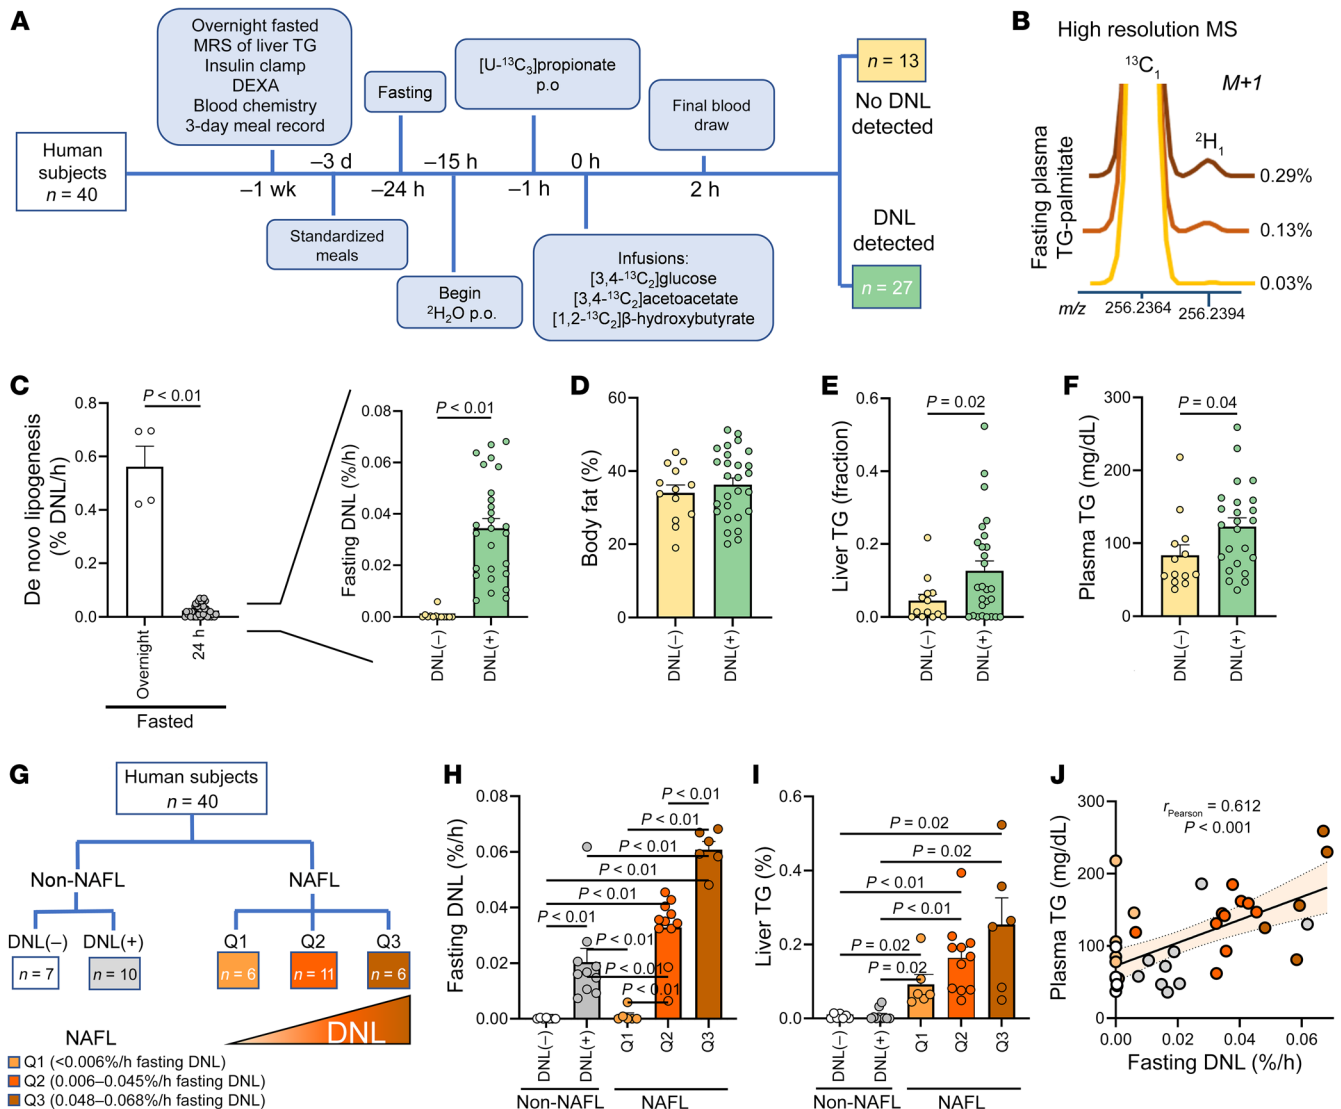 A
Human
subjects
n = 40
Overnight fasted
MRS of liver TG
Insulin clamp
DEXA
Blood chemistry
3-day meal record
–1 wk
–3 d
Standardized
meals
Fasting
–24 h
–15 h
Begin
²H₂O p.o.
[U-¹³C₃]propionate
p.o
–1 h
0 h
Infusions:
[3,4-¹³C₂]glucose
[3,4-¹³C₂]acetoacetate
[1,2-¹³C₂]β-hydroxybutyrate
Final blood
draw
2 h
n = 13
No DNL
detected
DNL
detected
n = 27
B
High resolution MS
¹³C₁
M+1
²H₁
Fasting plasma
TG-palmitate
0.29%
0.13%
0.03%
m/z
256.2364
256.2394
C
De novo lipogenesis
(% DNL/h)
0.8
0.6
0.4
0.2
0.0
P < 0.01
Overnight
24 h
Fasted
Fasting DNL (%/h)
0.08
0.06
0.04
0.02
0.00
P < 0.01
DNL(–)
DNL(+)
D
Body fat (%)
60
40
20
0
DNL(–)
DNL(+)
E
Liver TG (fraction)
0.6
0.4
0.2
0.0
P = 0.02
DNL(–)
DNL(+)
F
Plasma TG (mg/dL)
300
200
100
0
P = 0.04
DNL(–)
DNL(+)
G
Human subjects
n = 40
Non-NAFL
NAFL
DNL(–)
DNL(+)
Q1
Q2
Q3
n = 7
n = 10
n = 6
n = 11
n = 6
DNL
NAFL
Q1 (<0.006%/h fasting DNL)
Q2 (0.006–0.045%/h fasting DNL)
Q3 (0.048–0.068%/h fasting DNL)
H
Fasting DNL (%/h)
0.08
0.06
0.04
0.02
0.00
P < 0.01
P < 0.01
P < 0.01
P < 0.01
P < 0.01
P < 0.01
P < 0.01
P < 0.01
P < 0.01
DNL(–)
DNL(+)
Q1
Q2
Q3
Non-NAFL
NAFL
I
Liver TG (%)
0.6
0.4
0.2
0.0
P = 0.02
P = 0.02
P < 0.01
P < 0.01
P = 0.02
P = 0.02
DNL(–)
DNL(+)
Q1
Q2
Q3
Non-NAFL
NAFL
J
Plasma TG (mg/dL)
300
200
100
0
rPearson = 0.612
P < 0.001
0.00
0.02
0.04
0.06
Fasting DNL (%/h)